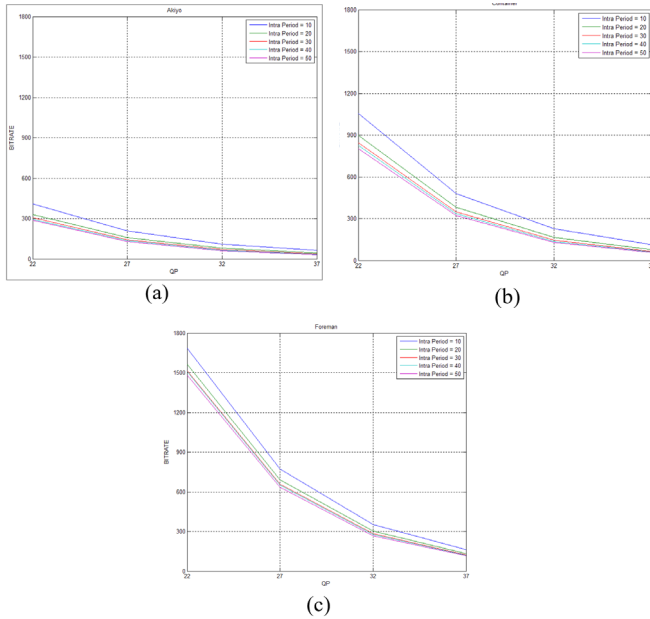 Akiyo
1800
1500
1200
900
600
300
0
BITRATE
22
27
32
37
QP
Intra Period = 10
Intra Period = 20
Intra Period = 30
Intra Period = 40
Intra Period = 50
(a)
1800
1500
1200
900
600
300
0
22
27
32
QP
Intra Period = 10
Intra Period = 20
Intra Period = 30
Intra Period = 40
Intra Period = 50
(b)
Foreman
1800
1500
1200
900
600
300
0
BITRATE
22
27
32
37
QP
Intra Period = 10
Intra Period = 20
Intra Period = 30
Intra Period = 40
Intra Period = 50
(c)